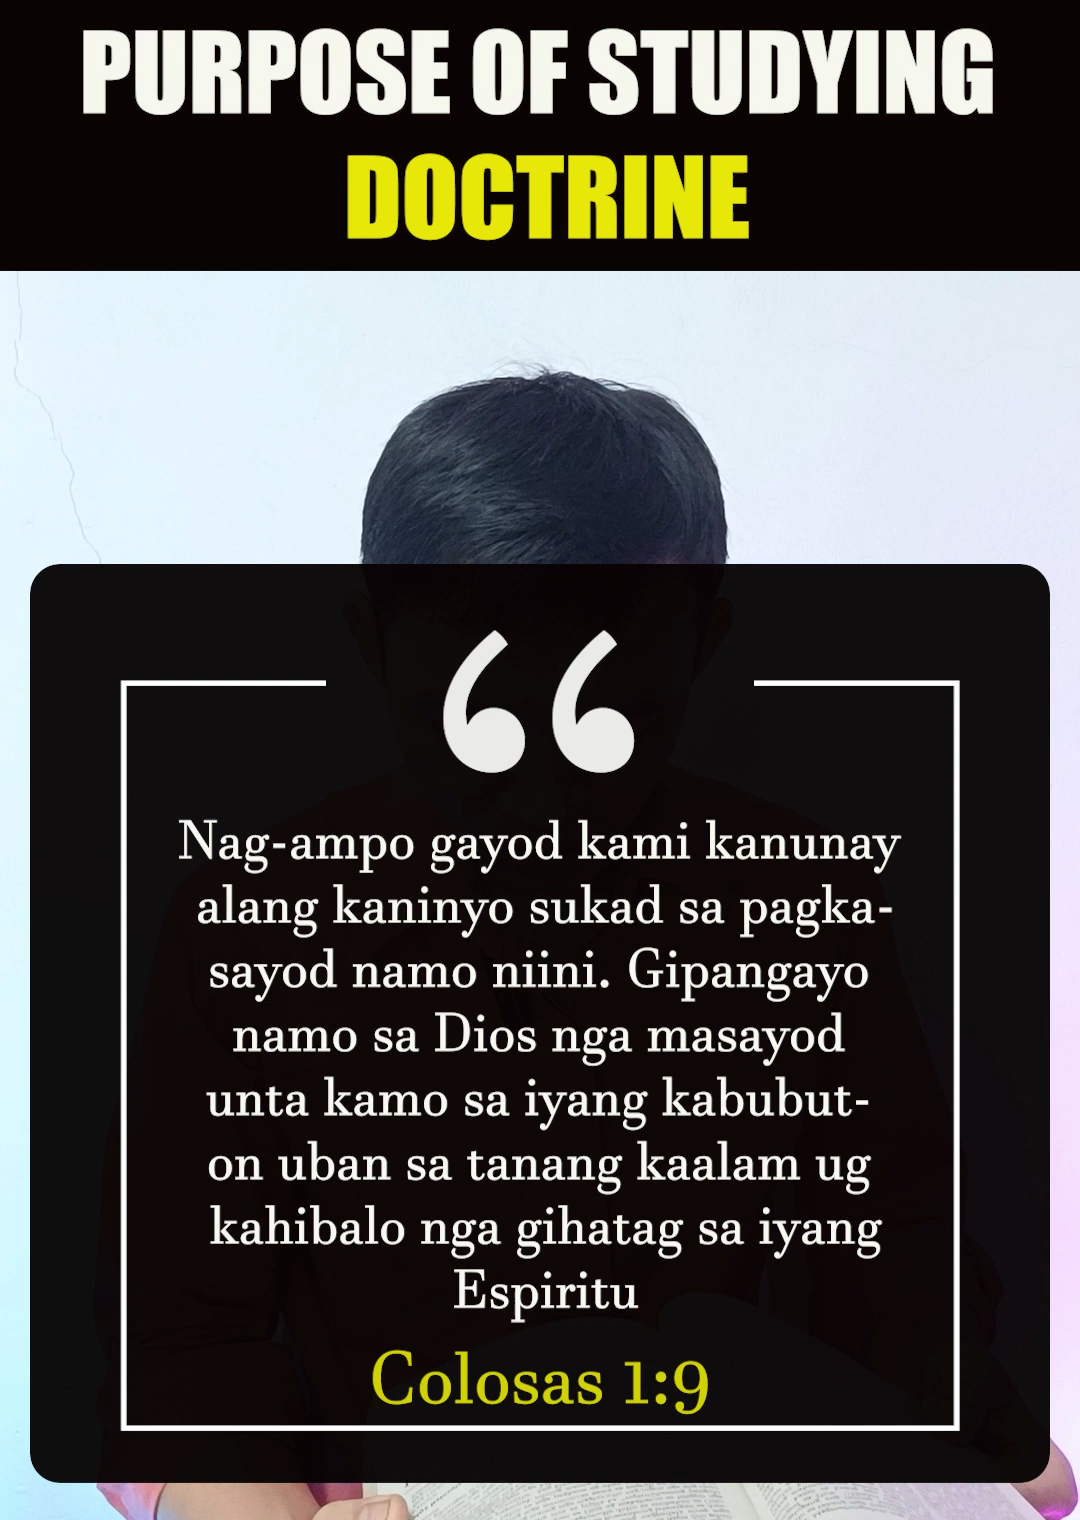 PURPOSE OF STUDYING
DOCTRINE
“
Nag-ampo gayod kami kanunay
alang kaninyo sukad sa pagka-
sayod namo niini. Gipangayo
namo sa Dios nga masayod
unta kamo sa iyang kabubut-
on uban sa tanang kaalam ug
kahibalo nga gihatag sa iyang
Espiritu
Colosas 1:9